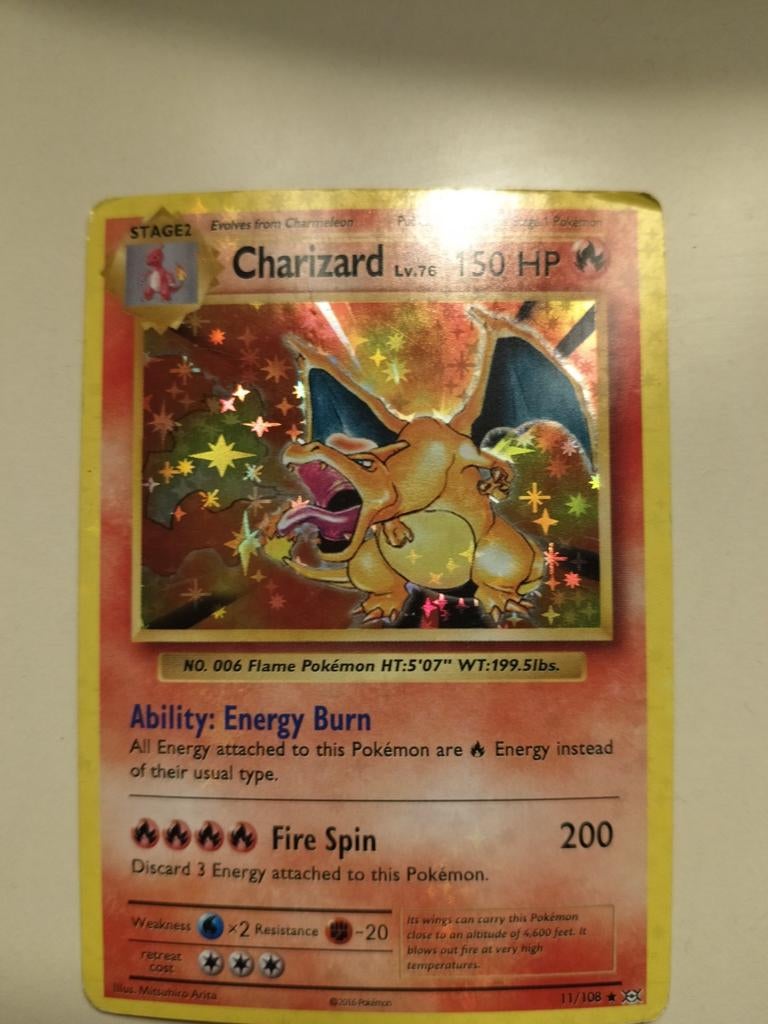 STAGE2
Evolves from Charmeleon
Charizard Lv.76 150 HP
NO. 006 Flame Pokémon HT:5'07" WT:199.5lbs.
Ability: Energy Burn
All Energy attached to this Pokémon are Energy instead
of their usual type.
Fire Spin 200
Discard 3 Energy attached to this Pokémon.
Weakness ×2 Resistance -20
retreat
cost
Its wings can carry this Pokémon
close to an altitude of 4,600 feet. It
blows out fire at very high
temperatures.
Illus. Mitsuhiro Arita
©2016 Pokémon
11/108 ★